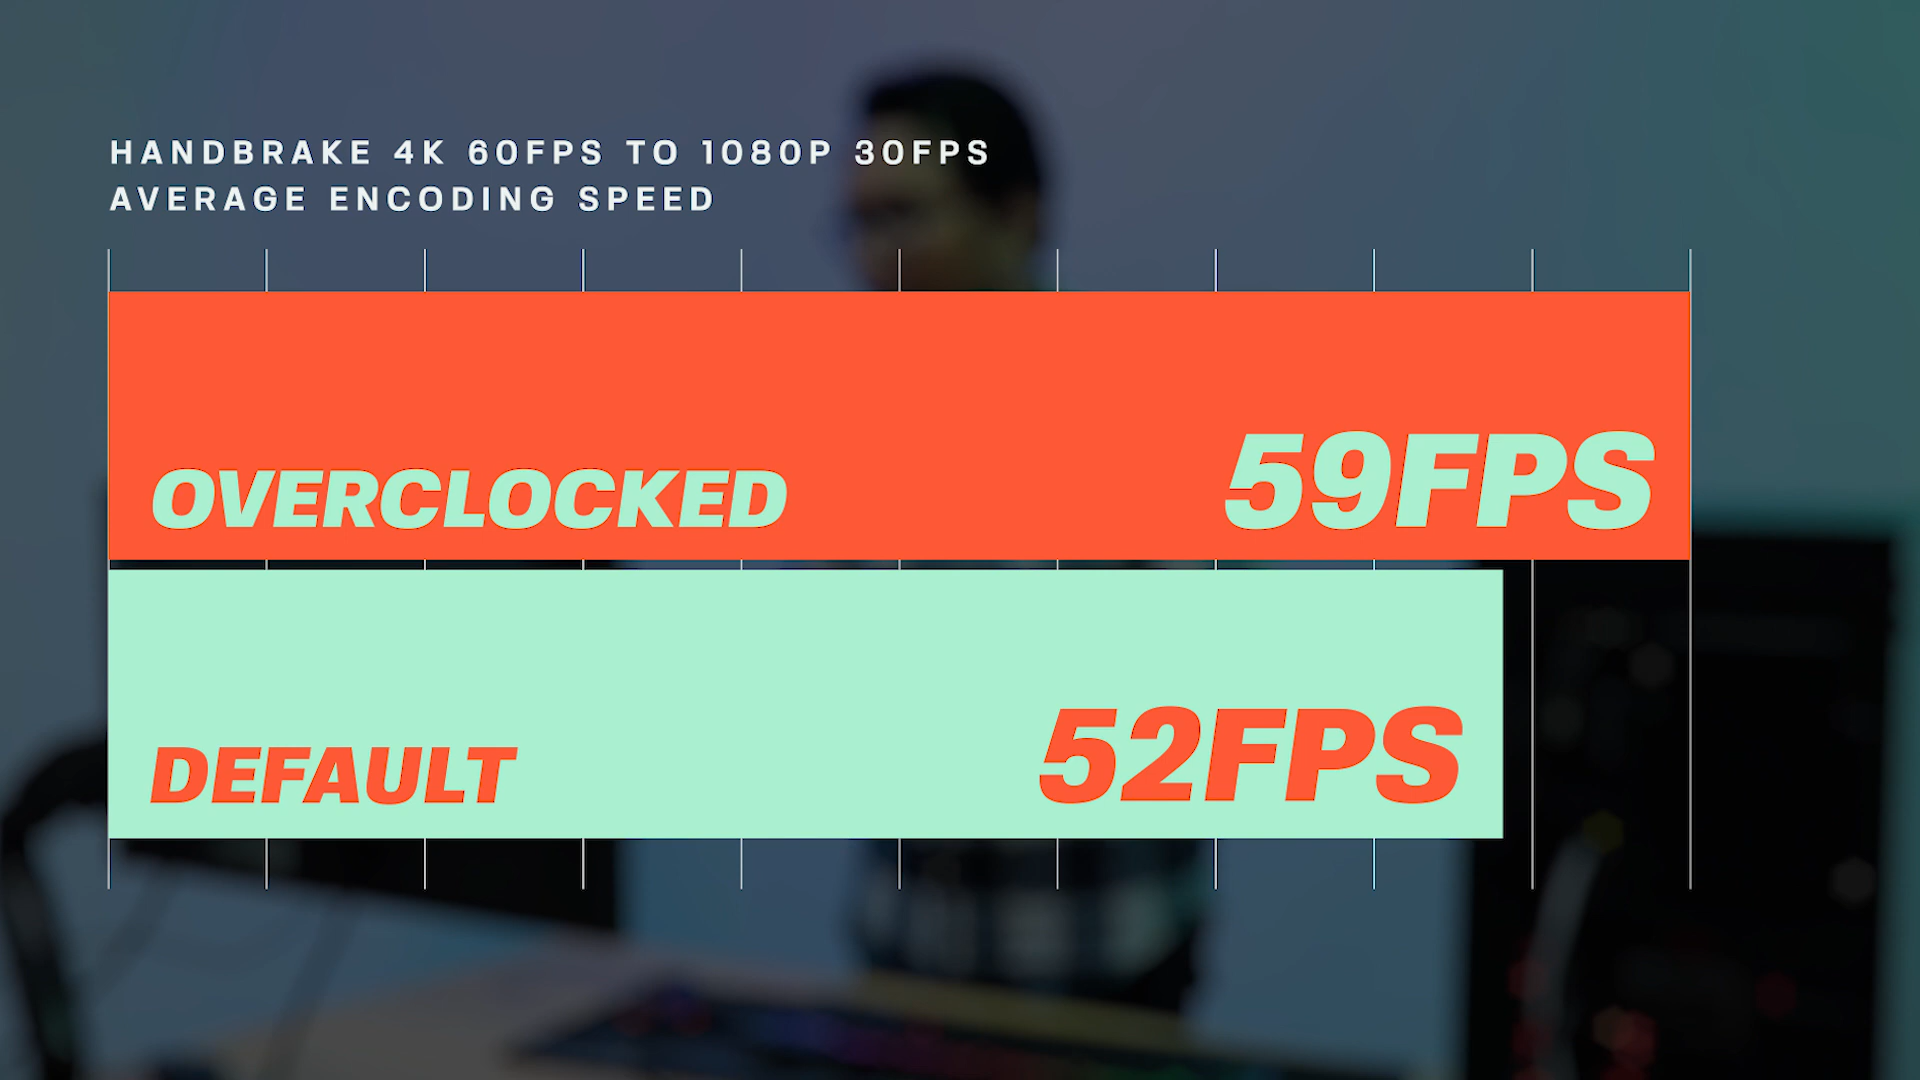 HANDBRAKE 4K 60FPS TO 1080P 30FPS
AVERAGE ENCODING SPEED
OVERCLOCKED 59FPS
DEFAULT 52FPS